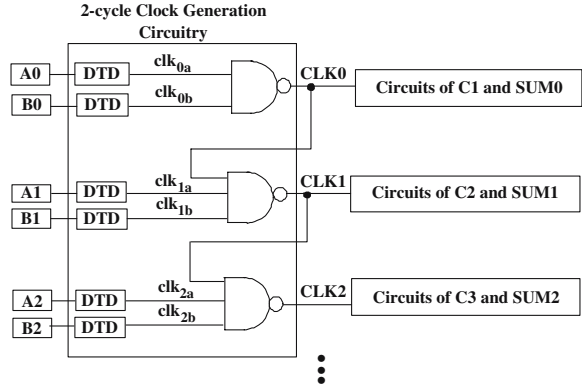 2-cycle Clock Generation
Circuitry
A0 DTD clk0a CLK0 Circuits of C1 and SUM0
B0 DTD clk0b
A1 DTD clk1a CLK1 Circuits of C2 and SUM1
B1 DTD clk1b
A2 DTD clk2a CLK2 Circuits of C3 and SUM2
B2 DTD clk2b